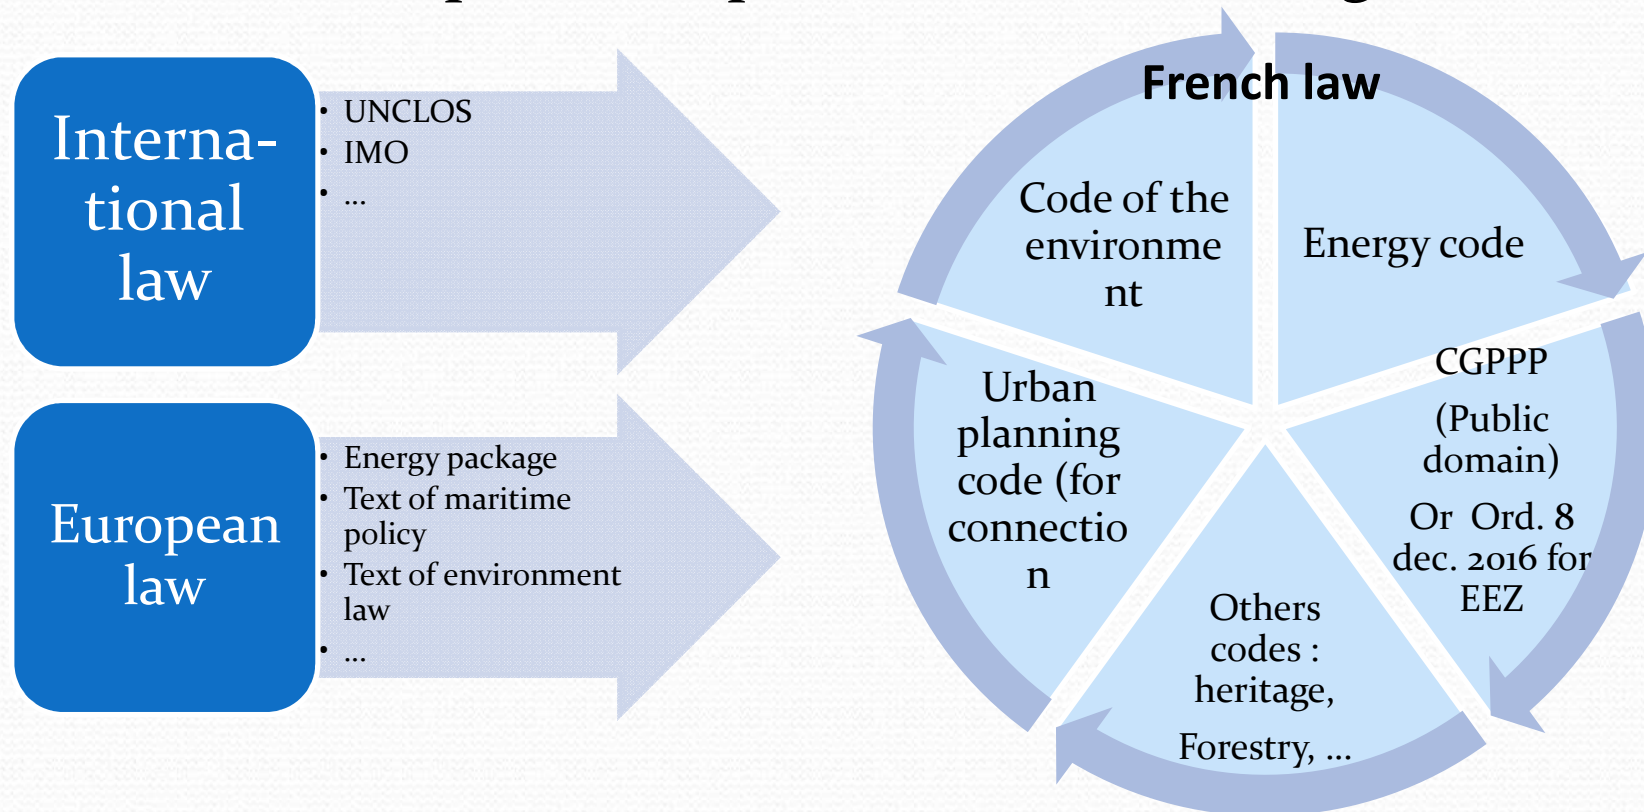 Interna-
tional
law
• UNCLOS
• IMO
• ...
European
law
• Energy package
• Text of maritime
policy
• Text of environment
law
• ...
French law
Code of the
environme
nt
Energy code
CGPPP
(Public
domain)
Or Ord. 8
dec. 2016 for
EEZ
Others
codes :
heritage,
Forestry, ...
Urban
planning
code (for
connectio
n